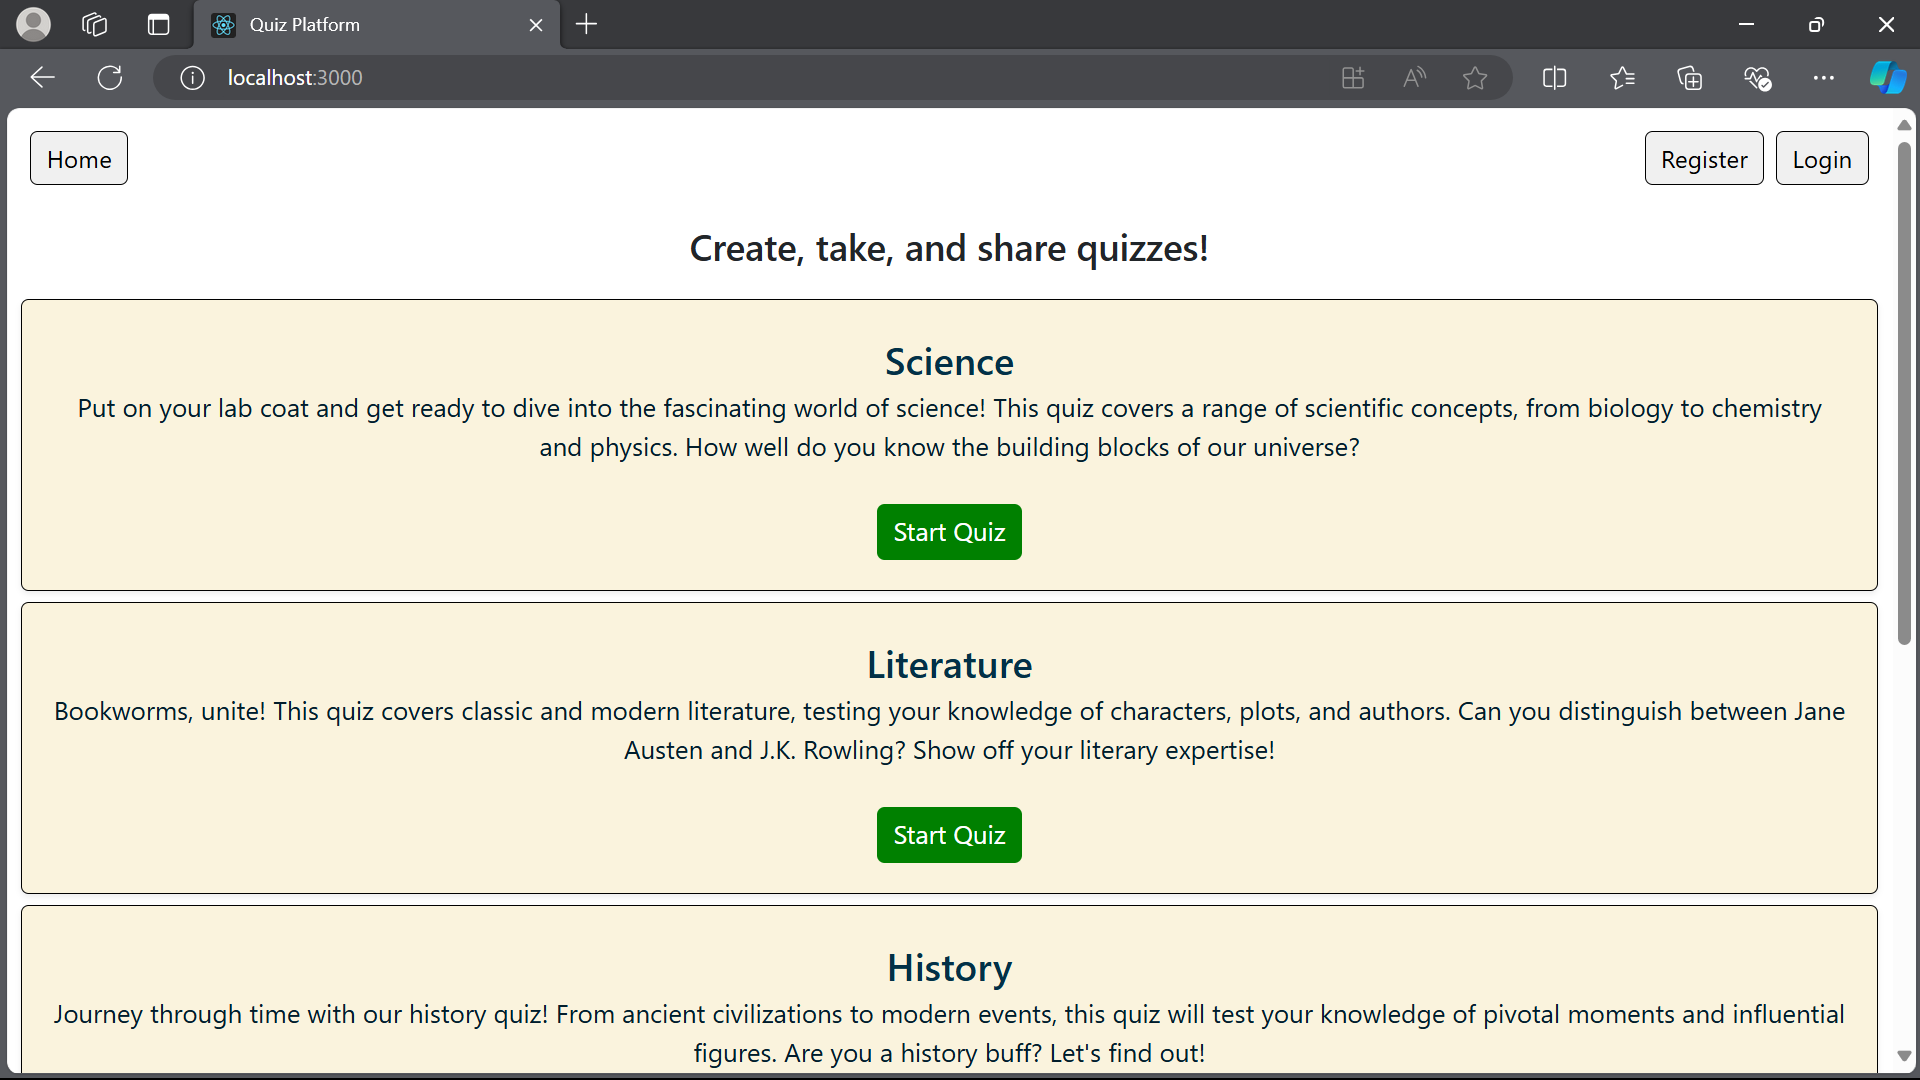 Quiz Platform
localhost:3000
Home
Register
Login
Create, take, and share quizzes!
Science
Put on your lab coat and get ready to dive into the fascinating world of science! This quiz covers a range of scientific concepts, from biology to chemistry
and physics. How well do you know the building blocks of our universe?
Start Quiz
Literature
Bookworms, unite! This quiz covers classic and modern literature, testing your knowledge of characters, plots, and authors. Can you distinguish between Jane
Austen and J.K. Rowling? Show off your literary expertise!
Start Quiz
History
Journey through time with our history quiz! From ancient civilizations to modern events, this quiz will test your knowledge of pivotal moments and influential
figures. Are you a history buff? Let's find out!